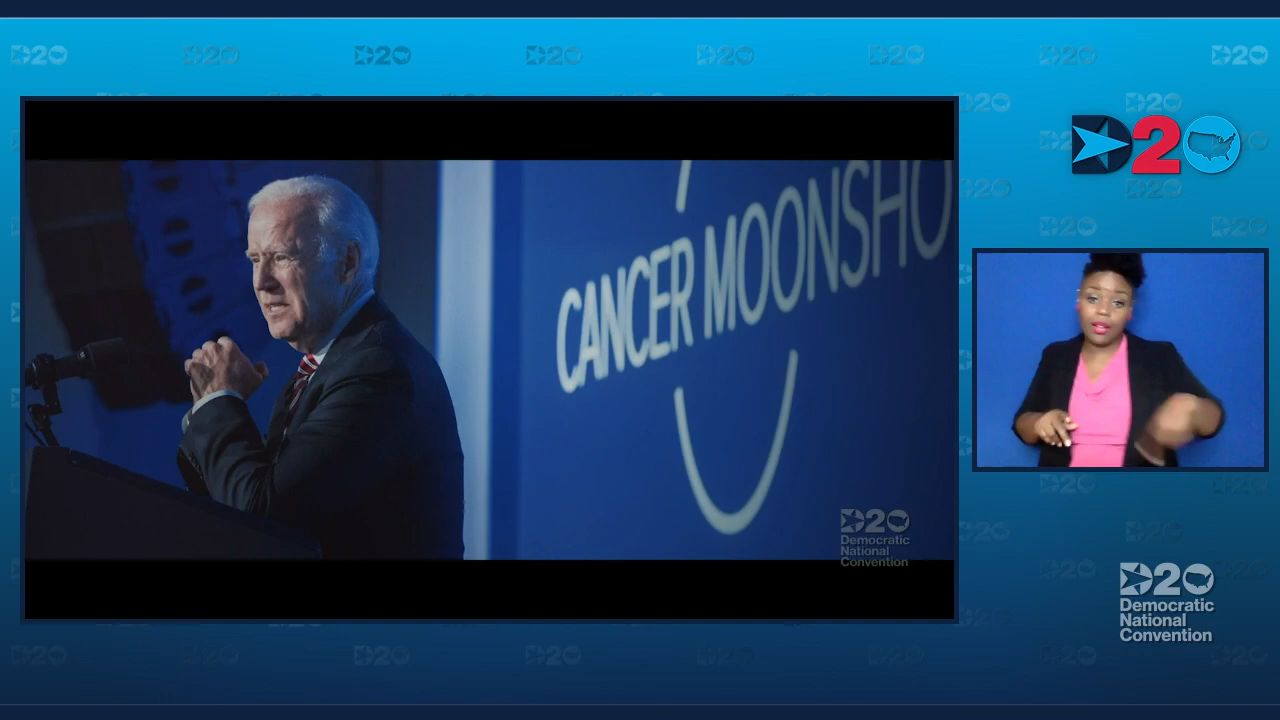 D20
CANCER MOONSHO
D20
Democratic
National
Convention
D20
Democratic
National
Convention